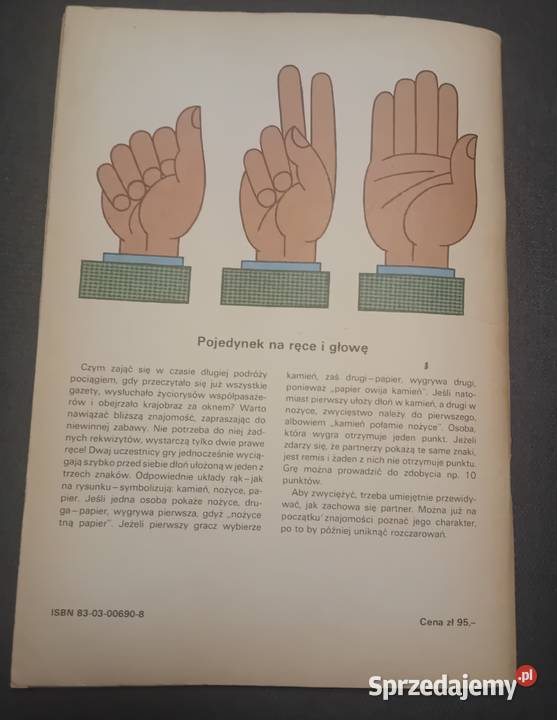 Pojedynek na ręce i głowę
Czym zająć się w czasie długiej podróży
pociągiem, gdy przeczytało się już wszystkie
gazety, wysłuchało życiorysów współpasaże-
rów i obejrzało krajobraz za oknem? Warto
nawiązać bliższą znajomość, zapraszając do
niewinnej zabawy. Nie potrzeba do niej żad-
nych rekwizytów, wystarczą tylko dwie prawe
ręce! Dwaj uczestnicy gry jednocześnie wycią-
gają szybko przed siebie dłoń ułożoną w jeden z
trzech znaków. Odpowiednie układy rąk – jak
na rysunku – symbolizują: kamień, nożyce, pa-
pier. Jeśli jedna osoba pokaże nożyce, dru-
ga – papier, wygrywa pierwsza, gdyż „nożyce
tną papier". Jeżeli pierwszy gracz wybierze
kamień, zaś drugi – papier, wygrywa drugi,
ponieważ „papier owija kamień". Jeśli nato-
miast pierwszy ułoży dłoń w kamień, a drugi w
nożyce, zwycięstwo należy do pierwszego,
albowiem „kamień połamie nożyce". Osoba,
która wygra otrzymuje jeden punkt. Jeżeli
zdarzy się, że partnerzy pokażą te same znaki,
jest remis i żaden z nich nie otrzymuje punktu.
Grę można prowadzić do zdobycia np. 10
punktów.
Aby zwyciężyć, trzeba umiejętnie przewidy-
wać, jak zachowa się partner. Można już na
początku znajomości poznać jego charakter,
po to by później uniknąć rozczarowań.
ISBN 83-03-00690-8
Cena zł 95,–
Sprzedajemy.pl